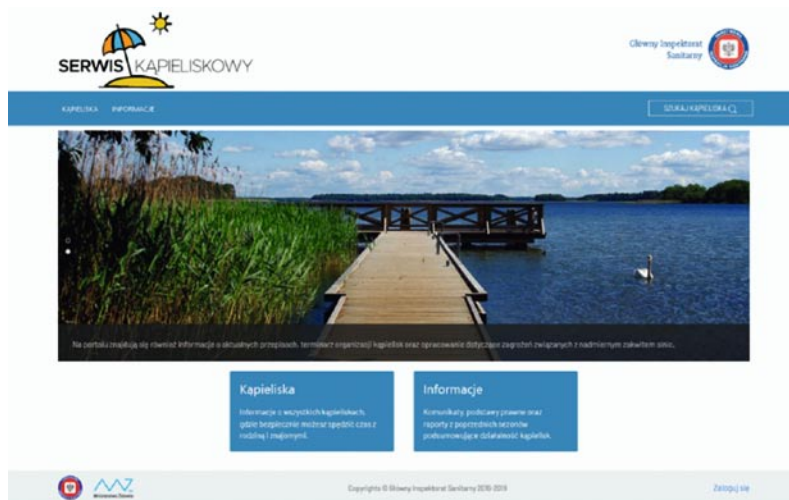 SERWIS KĄPIELISKOWY
Główny Inspektorat
Sanitarny
KĄPIELISKA INFORMACJE
SZUKAJ KĄPIELISKA
Na portalu znajdują się również informacje o aktualnych przepisach, terminarz organizacji kąpielisk oraz opracowanie dotyczące zagrożeń związanych z nadmiernym zakwitem sinic.
Kąpieliska
Informacje o wszystkich kąpieliskach,
gdzie bezpiecznie możesz spędzić czas z
rodziną i znajomymi.
Informacje
Komunikaty, podstawy prawne oraz
raporty z poprzednich sezonów
podsumowujące działalność kąpielisk.
Ministerstwo Zdrowia
Copyrights © Główny Inspektorat Sanitarny 2016-2019
Zaloguj się